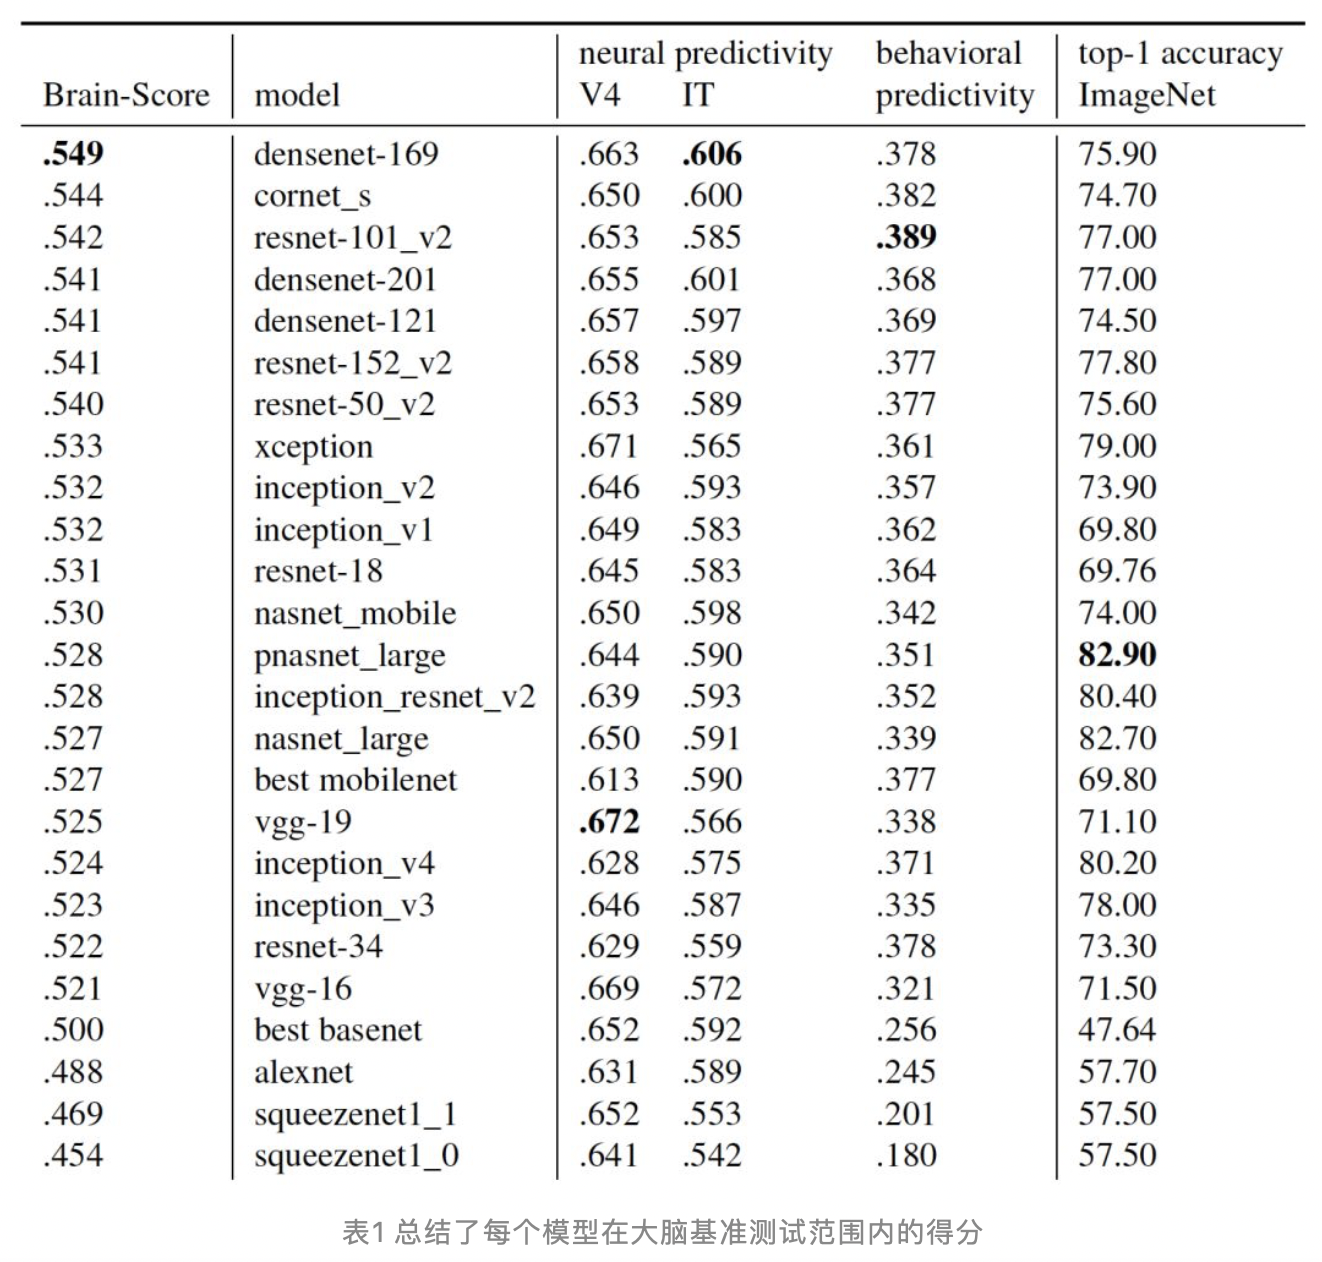 neural predictivity behavioral top-1 accuracy
Brain-Score model V4 IT predictivity ImageNet
.549 densenet-169 .663 .606 .378 75.90
.544 cornet_s .650 .600 .382 74.70
.542 resnet-101_v2 .653 .585 .389 77.00
.541 densenet-201 .655 .601 .368 77.00
.541 densenet-121 .657 .597 .369 74.50
.541 resnet-152_v2 .658 .589 .377 77.80
.540 resnet-50_v2 .653 .589 .377 75.60
.533 xception .671 .565 .361 79.00
.532 inception_v2 .646 .593 .357 73.90
.532 inception_v1 .649 .583 .362 69.80
.531 resnet-18 .645 .583 .364 69.76
.530 nasnet_mobile .650 .598 .342 74.00
.528 pnasnet_large .644 .590 .351 82.90
.528 inception_resnet_v2 .639 .593 .352 80.40
.527 nasnet_large .650 .591 .339 82.70
.527 best mobilenet .613 .590 .377 69.80
.525 vgg-19 .672 .566 .338 71.10
.524 inception_v4 .628 .575 .371 80.20
.523 inception_v3 .646 .587 .335 78.00
.522 resnet-34 .629 .559 .378 73.30
.521 vgg-16 .669 .572 .321 71.50
.500 best basenet .652 .592 .256 47.64
.488 alexnet .631 .589 .245 57.70
.469 squeezenet1_1 .652 .553 .201 57.50
.454 squeezenet1_0 .641 .542 .180 57.50
表1 总结了每个模型在大脑基准测试范围内的得分